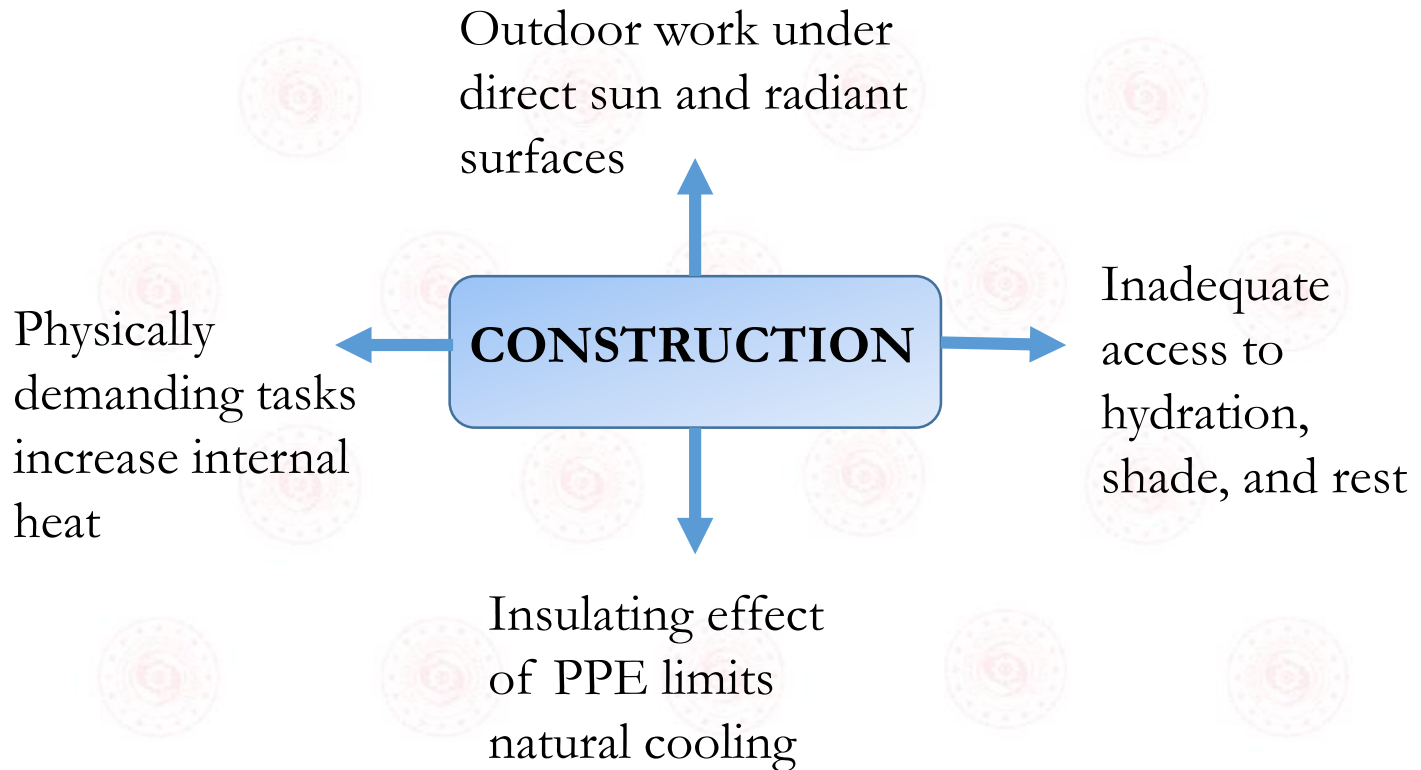 Outdoor work under
direct sun and radiant
surfaces
Physically
demanding tasks
increase internal
heat
CONSTRUCTION
Inadequate
access to
hydration,
shade, and rest
Insulating effect
of PPE limits
natural cooling